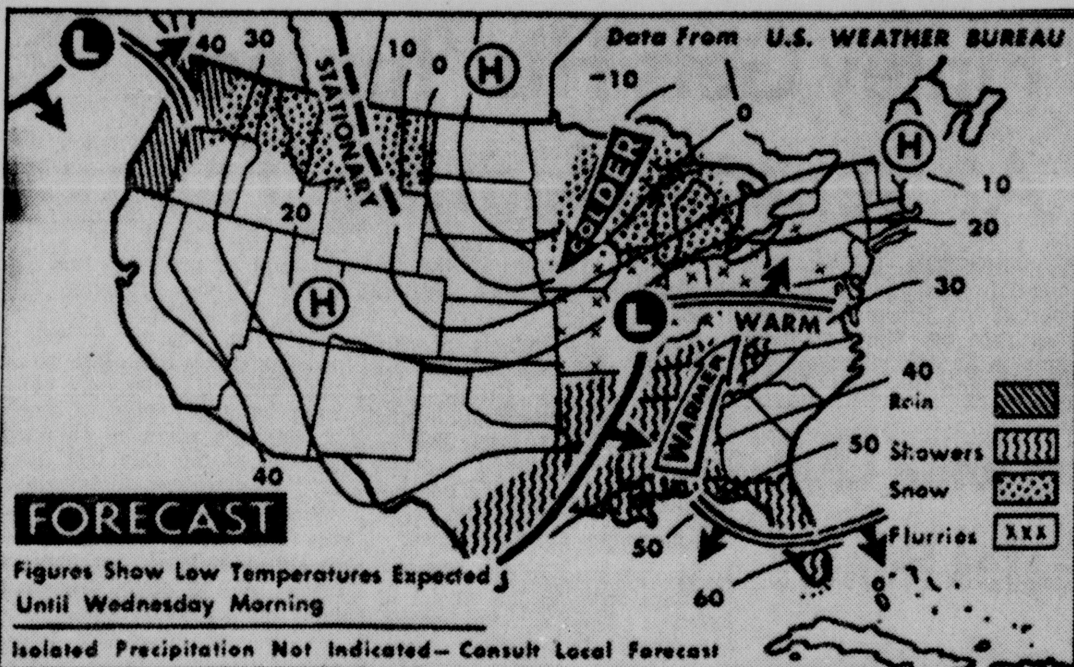 Data From U.S. WEATHER BUREAU
L
40
30
10
0
H
-10
0
STATIONARY
COLDER
H
10
20
20
H
L
WARM
30
WARMER
40
Rain
50
Showers
40
Snow
FORECAST
50
Flurries
XXX
60
Figures Show Low Temperatures Expected
Until Wednesday Morning
Isolated Precipitation Not Indicated—Consult Local Forecast